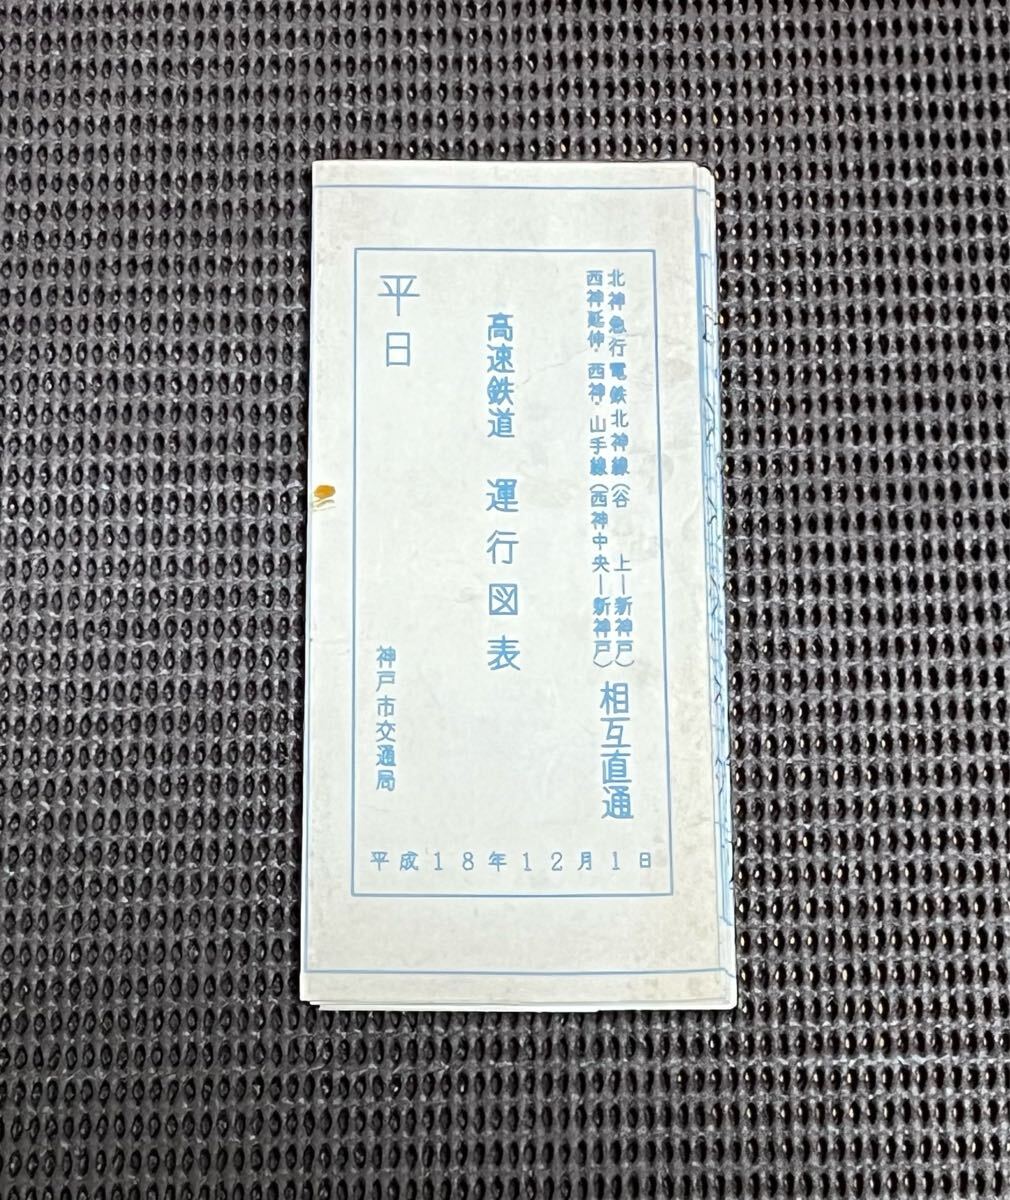 北神急行電鉄北神線(谷　上―新神戸)
西神延伸・西神・山手線(西神中央―新神戸)
相互直通
高速鉄道　運行図表
平日
神戸市交通局
平成18年12月1日